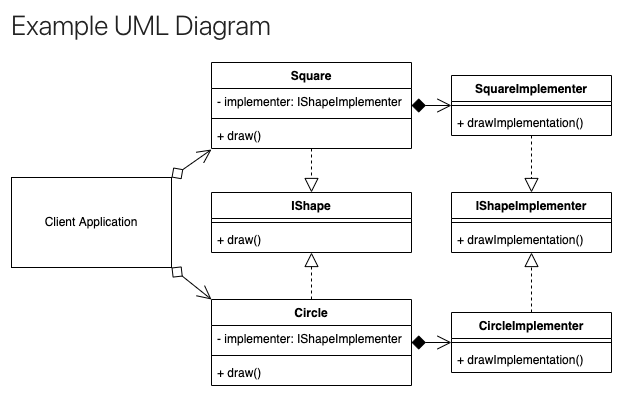 Example UML Diagram
Square
- implementer: IShapeImplementer
+ draw()
SquareImplementer
+ drawImplementation()
Client Application
IShape
+ draw()
IShapeImplementer
+ drawImplementation()
Circle
- implementer: IShapeImplementer
+ draw()
CircleImplementer
+ drawImplementation()